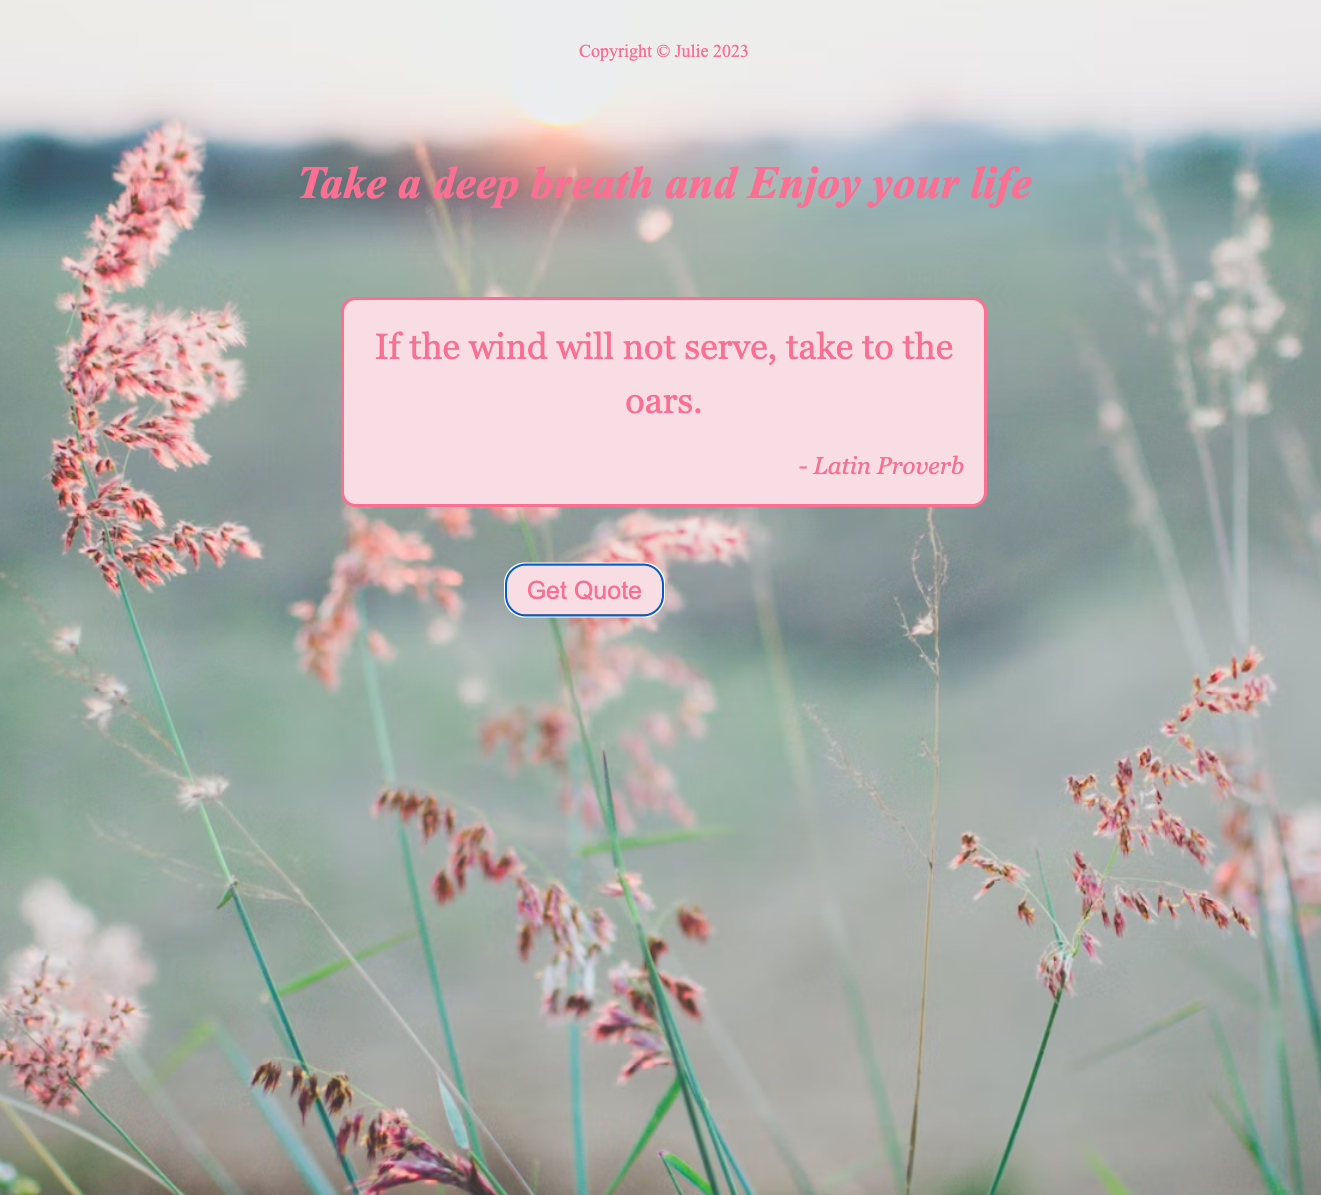 Copyright © Julie 2023
Take a deep breath and Enjoy your life
If the wind will not serve, take to the
oars.
- Latin Proverb
Get Quote